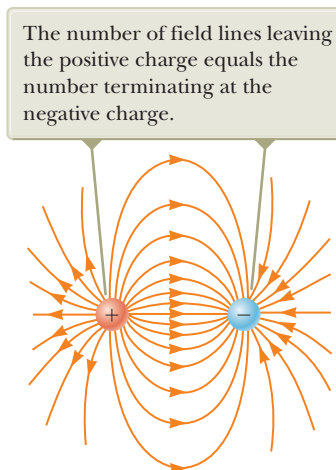 The number of field lines leaving
the positive charge equals the
number terminating at the
negative charge.
+ −